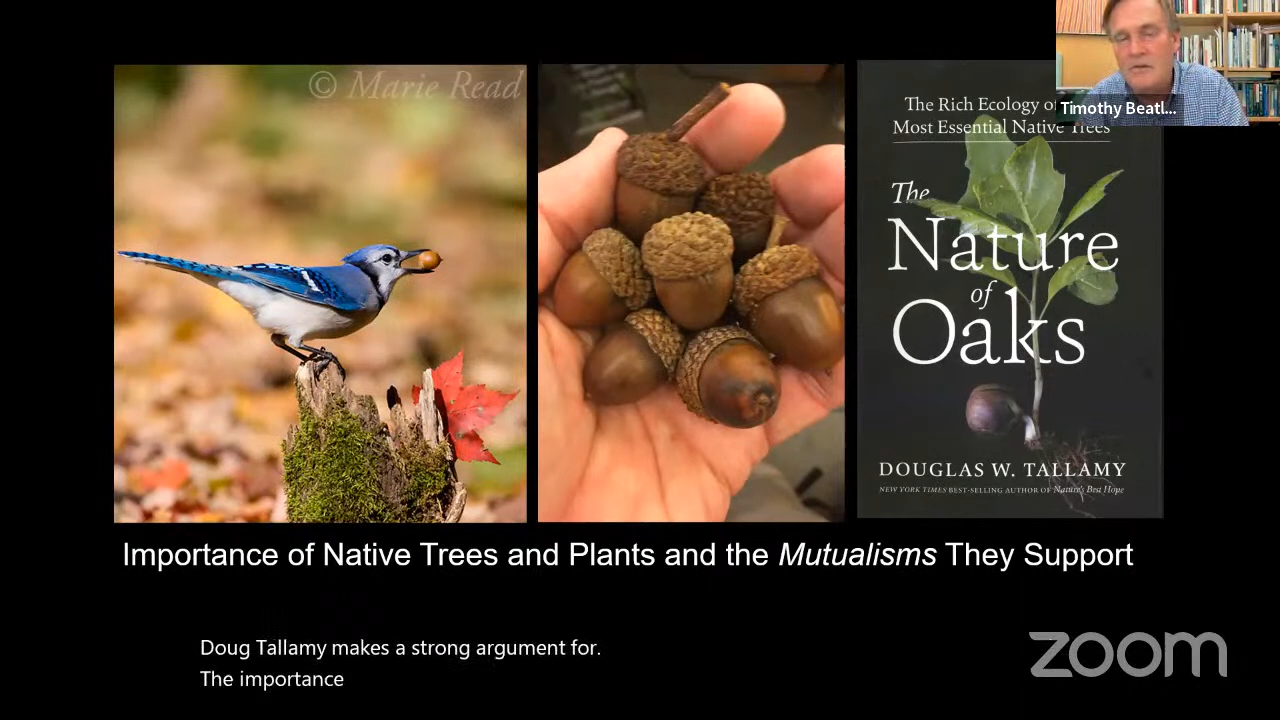 © Marie Read
The Rich Ecology of
Most Essential Native Trees
The
Nature
of
Oaks
DOUGLAS W. TALLAMY
NEW YORK TIMES BEST-SELLING AUTHOR OF Nature's Best Hope
Timothy Beatl...
Importance of Native Trees and Plants and the Mutualisms They Support
Doug Tallamy makes a strong argument for.
The importance
zoom